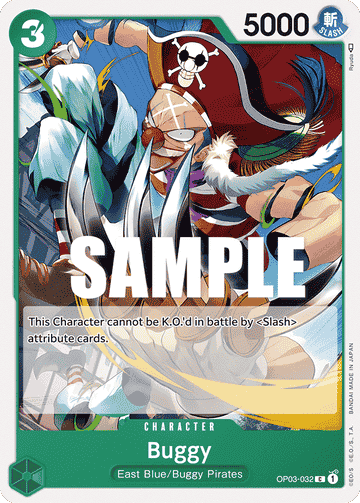 3
5000
斬
SLASH
Ryuda
SAMPLE
This Character cannot be K.O.'d in battle by <Slash>
attribute cards.
CHARACTER
Buggy
East Blue/Buggy Pirates
OP03-032 C 1
©E.O/S. ©E.O./S., T.A. BANDAI MADE IN JAPAN